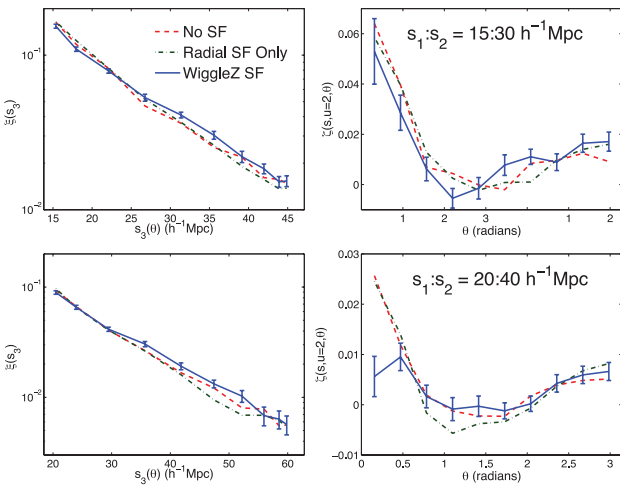 No SF
Radial SF Only
WiggleZ SF
ξ(s₃)
10⁻¹
10⁻²
15 20 25 30 35 40 45
s₃(θ) (h⁻¹Mpc)
s₁:s₂ = 15:30 h⁻¹Mpc
ζ(s,u=2,θ)
0.06
0.04
0.02
0
1 2 3 1 2
θ (radians)
ξ(s₃)
10⁻¹
10⁻²
20 30 40 50 60
s₃(θ) (h⁻¹Mpc)
s₁:s₂ = 20:40 h⁻¹Mpc
ζ(s,u=2,θ)
0.03
0.02
0.01
0
−0.01
0 0.5 1 1.5 2 2.5 3
θ (radians)